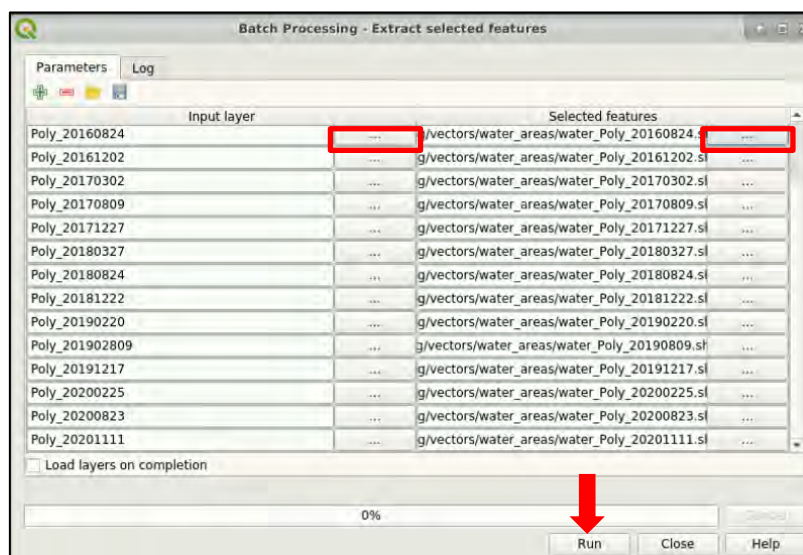 Batch Processing - Extract selected features
Parameters Log
Input layer Selected features
Poly_20160824 ... g/vectors/water_areas/water_Poly_20160824.sh ...
Poly_20161202 ... g/vectors/water_areas/water_Poly_20161202.sl ...
Poly_20170302 ... g/vectors/water_areas/water_Poly_20170302.sl ...
Poly_20170809 ... g/vectors/water_areas/water_Poly_20170809.sl ...
Poly_20171227 ... g/vectors/water_areas/water_Poly_20171227.sl ...
Poly_20180327 ... g/vectors/water_areas/water_Poly_20180327.sl ...
Poly_20180824 ... g/vectors/water_areas/water_Poly_20180824.sl ...
Poly_20181222 ... g/vectors/water_areas/water_Poly_20181222.sl ...
Poly_20190220 ... g/vectors/water_areas/water_Poly_20190220.sl ...
Poly_201902809 ... g/vectors/water_areas/water_Poly_20190809.sh ...
Poly_20191217 ... g/vectors/water_areas/water_Poly_20191217.sl ...
Poly_20200225 ... g/vectors/water_areas/water_Poly_20200225.sl ...
Poly_20200823 ... g/vectors/water_areas/water_Poly_20200823.sl ...
Poly_20201111 ... g/vectors/water_areas/water_Poly_20201111.sl ...
Load layers on completion
0%
Run Close Help